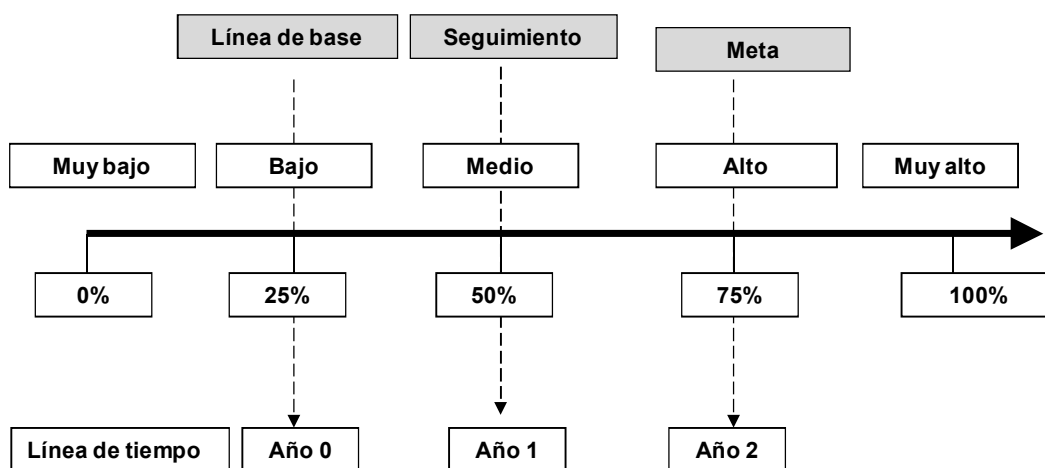 Línea de base
Seguimiento
Meta
Muy bajo
Bajo
Medio
Alto
Muy alto
0%
25%
50%
75%
100%
Línea de tiempo
Año 0
Año 1
Año 2